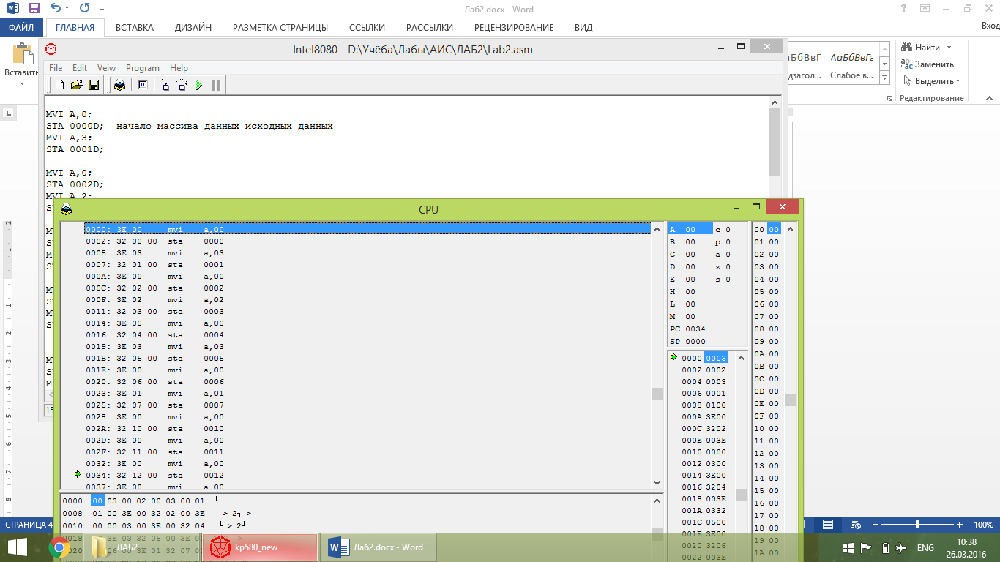 Лаб2.docx - Word
ФАЙЛ ГЛАВНАЯ ВСТАВКА ДИЗАЙН РАЗМЕТКА СТРАНИЦЫ ССЫЛКИ РАССЫЛКИ РЕЦЕНЗИРОВАНИЕ ВИД Вход
Вставить
Intel8080 - D:\Учёба\Лабы\АИС\ЛАБ2\Lab2.asm
File Edit Veiw Program Help
АаБбВвГг
Слабое в...
Найти
Заменить
Выделить
Редактирование
MVI A,0;
STA 0000D; начало массива данных исходных данных
MVI A,3;
STA 0001D;
MVI A,0;
STA 0002D;
MVI A,2;
CPU
0000: 3E 00 mvi a,00
0002: 32 00 00 sta 0000
0005: 3E 03 mvi a,03
0007: 32 01 00 sta 0001
000A: 3E 00 mvi a,00
000C: 32 02 00 sta 0002
000F: 3E 02 mvi a,02
0011: 32 03 00 sta 0003
0014: 3E 00 mvi a,00
0016: 32 04 00 sta 0004
0019: 3E 03 mvi a,03
001B: 32 05 00 sta 0005
001E: 3E 00 mvi a,00
0020: 32 06 00 sta 0006
0023: 3E 01 mvi a,01
0025: 32 07 00 sta 0007
0028: 3E 00 mvi a,00
002A: 32 10 00 sta 0010
002D: 3E 00 mvi a,00
002F: 32 11 00 sta 0011
0032: 3E 00 mvi a,00
0034: 32 12 00 sta 0012
0037: 3E 00 mvi a,00
A 00 c 0
B 00 p 0
C 00 a 0
D 00 z 0
E 00 s 0
H 00
L 00
M 00
PC 0034
SP 0000
0000 0003
0002 0002
0004 0003
0006 0001
0008 0100
000A 3E00
000C 3202
000E 003E
0010 0000
0012 0300
0014 3E00
0016 3204
0018 003E
001A 0332
001C 0500
001E 3E00
0020 3206
0022 003E
00 00
01 00
02 00
03 00
04 00
05 00
06 00
07 00
08 00
09 00
0A 00
0B 00
0C 00
0D 00
0E 00
0F 00
10 00
11 00
12 00
13 00
14 00
15 00
16 00
17 00
18 00
19 00
1A 00
0000 00 03 00 02 00 03 00 01 └ ┐ └
0008 01 00 3E 00 32 02 00 3E > 2┐ >
0010 00 00 03 00 3E 00 32 04 └ > 2┘
СТРАНИЦА 4
100%
ЛАБ2
kp580_new
Лаб2.docx - Word
ENG
10:38
26.03.2016